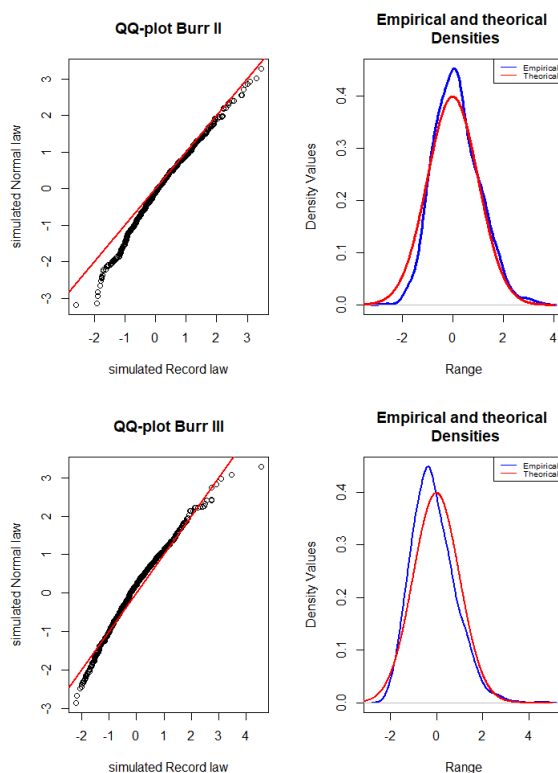 QQ-plot Burr II
simulated Normal law
3
2
1
0
-1
-2
-3
-2 -1 0 1 2 3
simulated Record law
Empirical and theorical
Densities
Empirical
Theorical
Density Values
0.4
0.3
0.2
0.1
0.0
-2 0 2 4
Range
QQ-plot Burr III
simulated Normal law
3
2
1
0
-1
-2
-3
-2 -1 0 1 2 3 4
simulated Record law
Empirical and theorical
Densities
Empirical
Theorical
Density Values
0.4
0.3
0.2
0.1
0.0
-2 0 2 4
Range